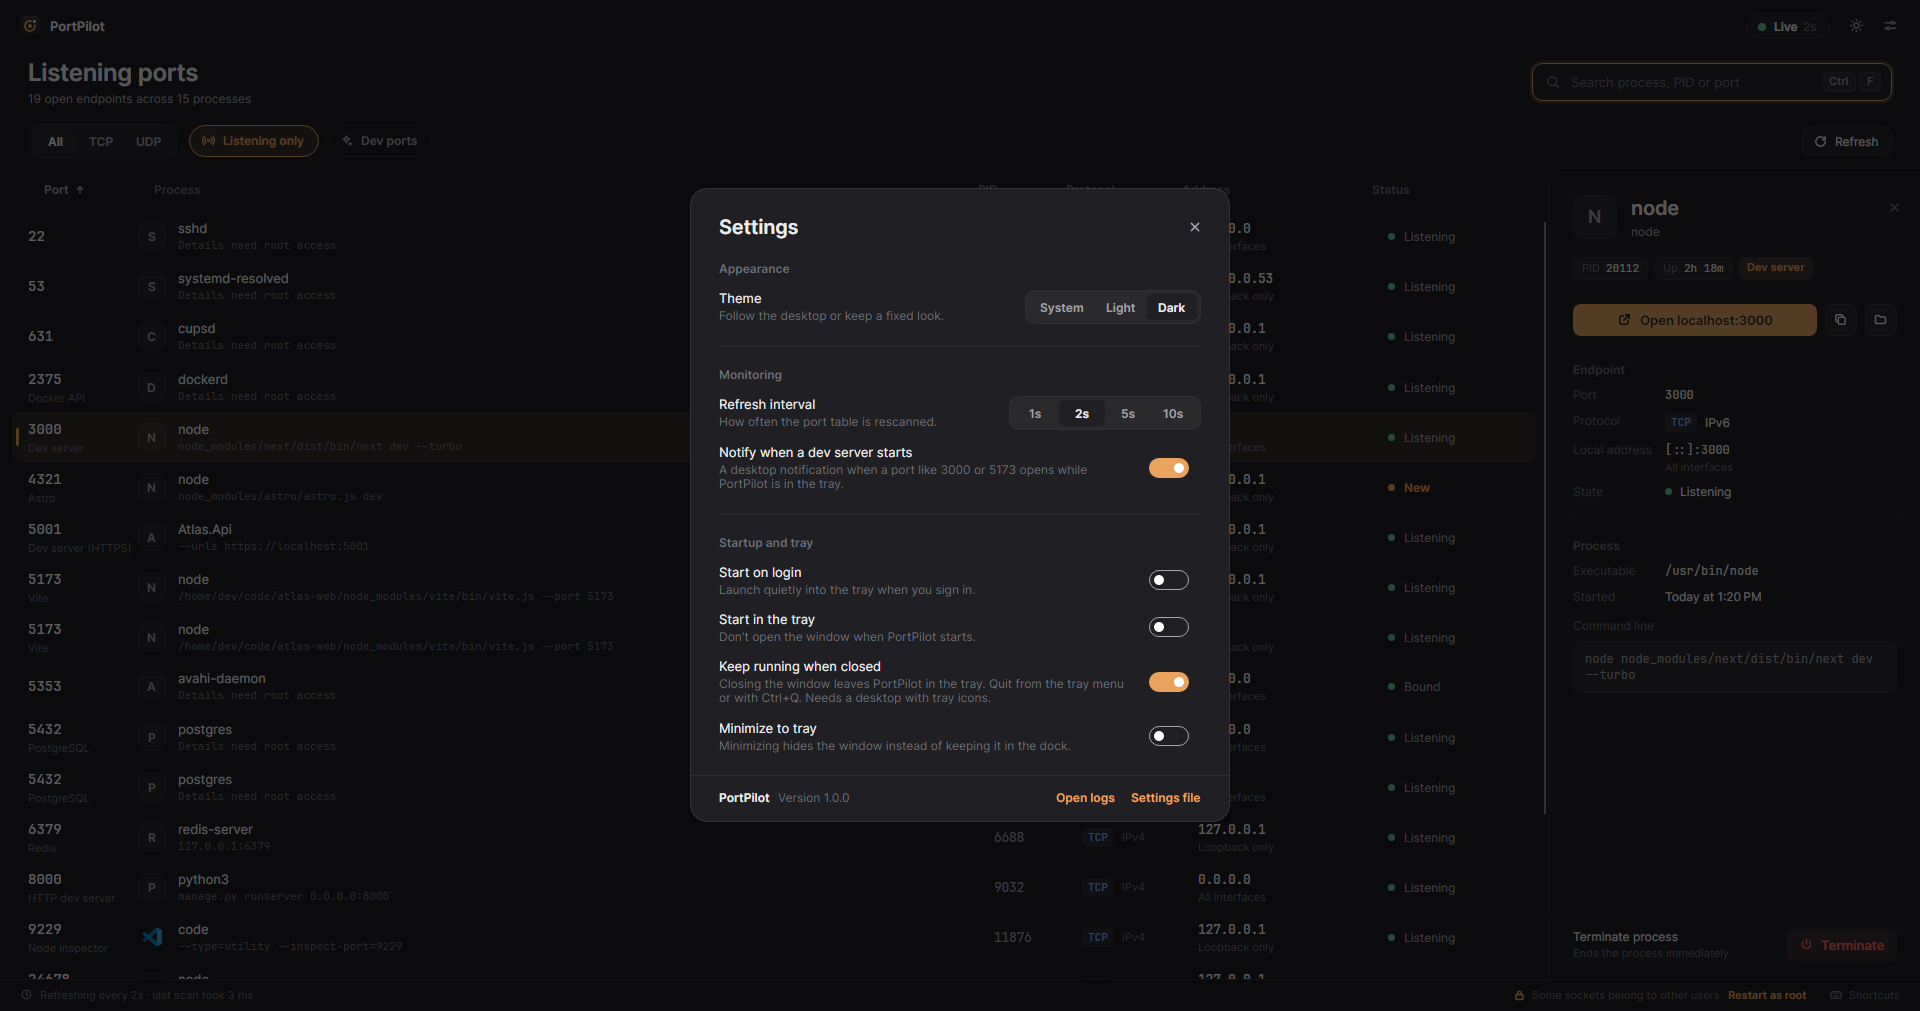 PortPilot
Live 2s
Listening ports
19 open endpoints across 15 processes
Search process, PID or port
Ctrl F
All TCP UDP Listening only Dev ports
Refresh
Port Process Status
22 sshd
Details need root access
Listening
53 systemd-resolved
Details need root access
Listening
631 cupsd
Details need root access
Listening
2375 dockerd
Docker API Details need root access
Listening
3000 node
Dev server node_modules/next/dist/bin/next dev --turbo
Listening
4321 node
Astro node_modules/astro/astro.js dev
New
5001 Atlas.Api
Dev server (HTTPS) --urls https://localhost:5001
Listening
5173 node
Vite /home/dev/code/atlas-web/node_modules/vite/bin/vite.js --port 5173
Listening
5173 node
Vite /home/dev/code/atlas-web/node_modules/vite/bin/vite.js --port 5173
Listening
5353 avahi-daemon
Details need root access
Bound
5432 postgres
PostgreSQL Details need root access
Listening
5432 postgres
PostgreSQL Details need root access
Listening
6379 redis-server 6688 TCP IPv4 127.0.0.1 Listening
Redis 127.0.0.1:6379 Loopback only
8000 python3 9032 TCP IPv4 0.0.0.0 Listening
HTTP dev server manage.py runserver 0.0.0.0:8000 All interfaces
9229 code 11876 TCP IPv4 127.0.0.1 Listening
Node inspector --type=utility --inspect-port=9229 Loopback only
24678 node 127.0.0.1
Settings
Appearance
Theme
Follow the desktop or keep a fixed look.
System Light Dark
Monitoring
Refresh interval
How often the port table is rescanned.
1s 2s 5s 10s
Notify when a dev server starts
A desktop notification when a port like 3000 or 5173 opens while
PortPilot is in the tray.
Startup and tray
Start on login
Launch quietly into the tray when you sign in.
Start in the tray
Don't open the window when PortPilot starts.
Keep running when closed
Closing the window leaves PortPilot in the tray. Quit from the tray menu
or with Ctrl+Q. Needs a desktop with tray icons.
Minimize to tray
Minimizing hides the window instead of keeping it in the dock.
PortPilot Version 1.0.0 Open logs Settings file
N node
node
PID 20112 Up 2h 18m Dev server
Open localhost:3000
Endpoint
Port 3000
Protocol TCP IPv6
Local address [::]:3000
All interfaces
State Listening
Process
Executable /usr/bin/node
Started Today at 1:20 PM
Command line
node node_modules/next/dist/bin/next dev
--turbo
Terminate process
Ends the process immediately
Terminate
Refreshing every 2s · last scan took 3 ms
Some sockets belong to other users Restart as root Shortcuts